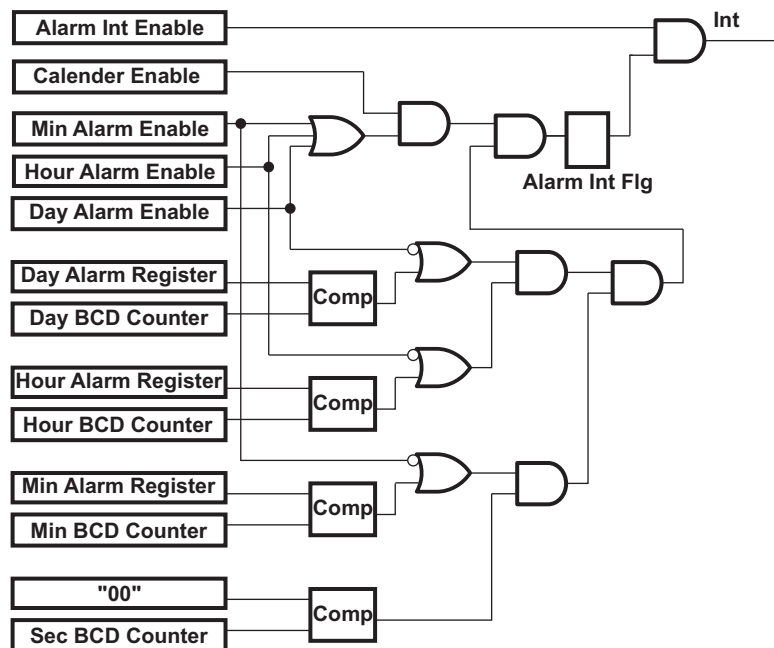 Alarm Int Enable
Int
Calender Enable
Min Alarm Enable
Hour Alarm Enable
Alarm Int Flg
Day Alarm Enable
Day Alarm Register
Comp
Day BCD Counter
Hour Alarm Register
Comp
Hour BCD Counter
Min Alarm Register
Comp
Min BCD Counter
"00"
Comp
Sec BCD Counter